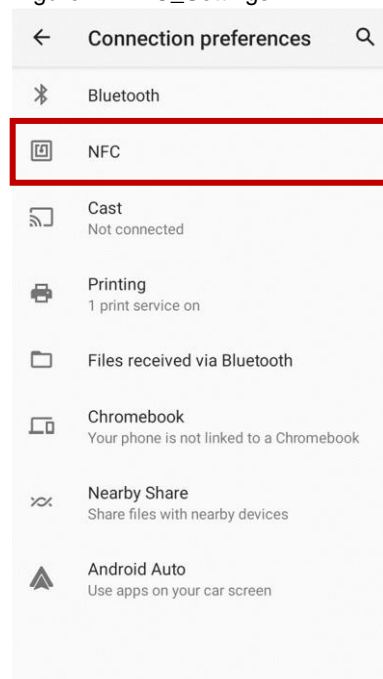 Connection preferences
Bluetooth
NFC
Cast
Not connected
Printing
1 print service on
Files received via Bluetooth
Chromebook
Your phone is not linked to a Chromebook
Nearby Share
Share files with nearby devices
Android Auto
Use apps on your car screen